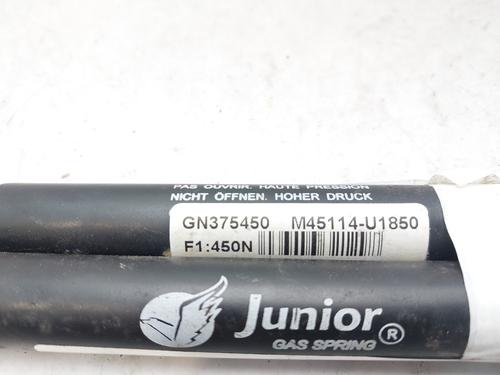 PAS OUVRIR. HAUTE PRESSION
NICHT ÖFFNEN. HOHER DRUCK
GN375450 M45114-U1850
F1:450N
Junior ®
GAS SPRING